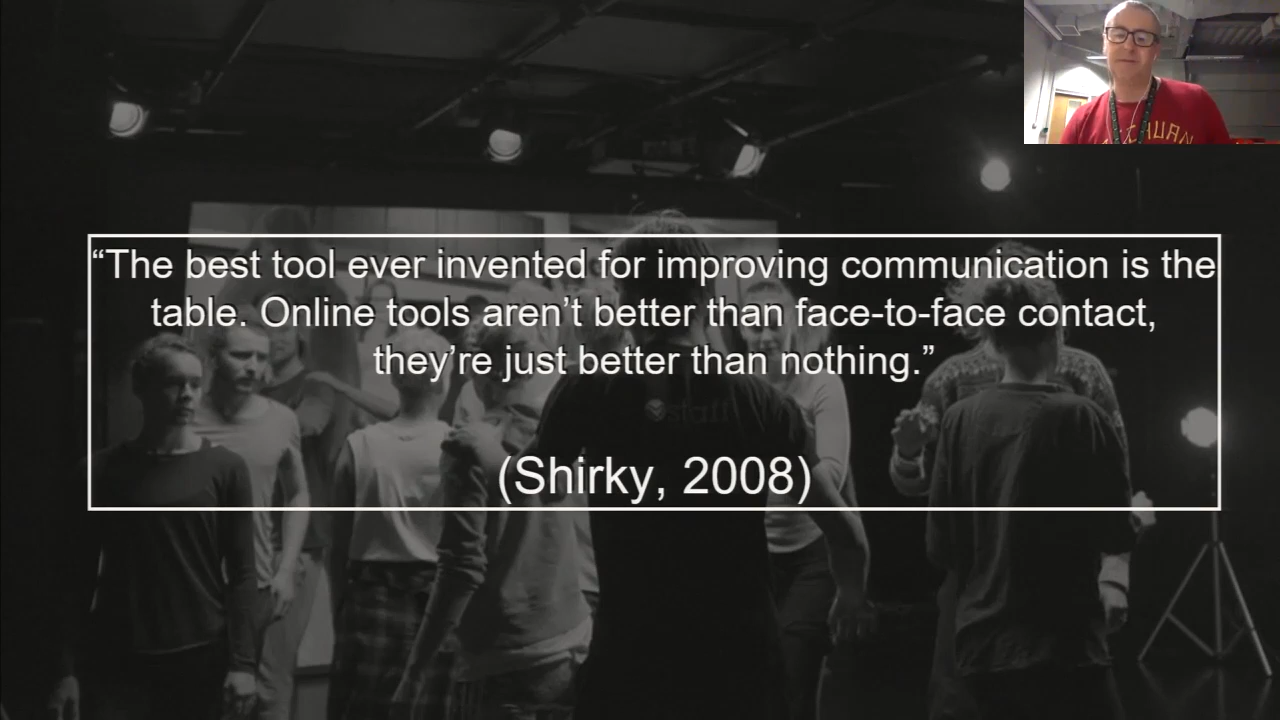 “The best tool ever invented for improving communication is the
table. Online tools aren’t better than face-to-face contact,
they’re just better than nothing.”
(Shirky, 2008)
staff